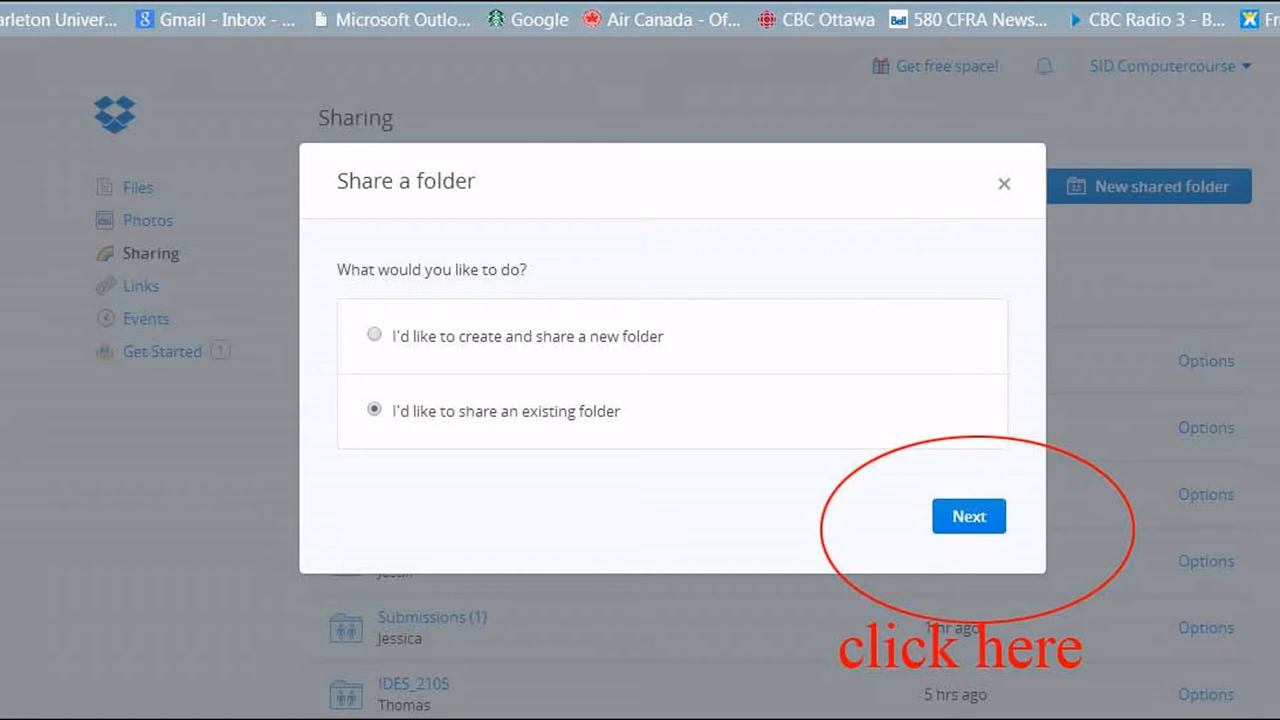 arleton Univer... Gmail - Inbox - ... Microsoft Outlo... Google Air Canada - Of... CBC Ottawa Bell 580 CFRA News... CBC Radio 3 - B... Fr
Get free space! SID Computercourse
Sharing
Share a folder
New shared folder
Files
Photos
Sharing
Links
Events
Get Started 1
What would you like to do?
I'd like to create and share a new folder
I'd like to share an existing folder
Options
Options
Options
Next
Options
Submissions (1)
Jessica
1 hr ago
Options
click here
IDES_2105
Thomas
5 hrs ago
Options